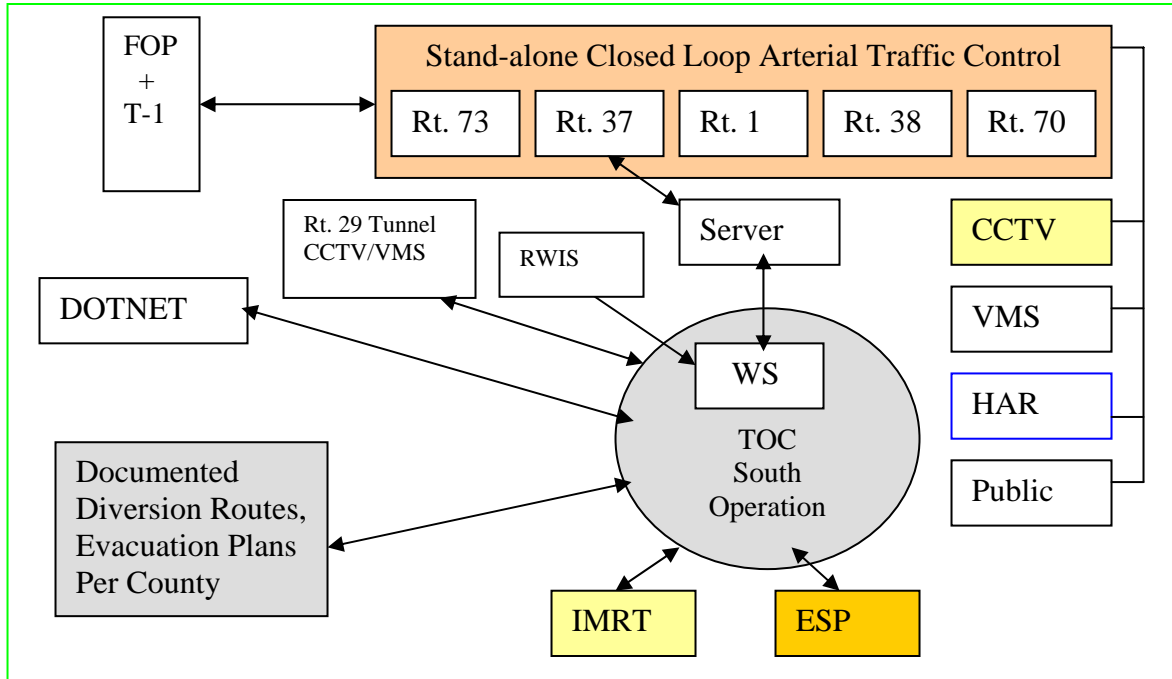 FOP
+
T-1
Stand-alone Closed Loop Arterial Traffic Control
Rt. 73
Rt. 37
Rt. 1
Rt. 38
Rt. 70
Rt. 29 Tunnel
CCTV/VMS
RWIS
Server
CCTV
DOTNET
VMS
WS
HAR
TOC
South
Operation
Documented
Diversion Routes,
Evacuation Plans
Per County
Public
IMRT
ESP